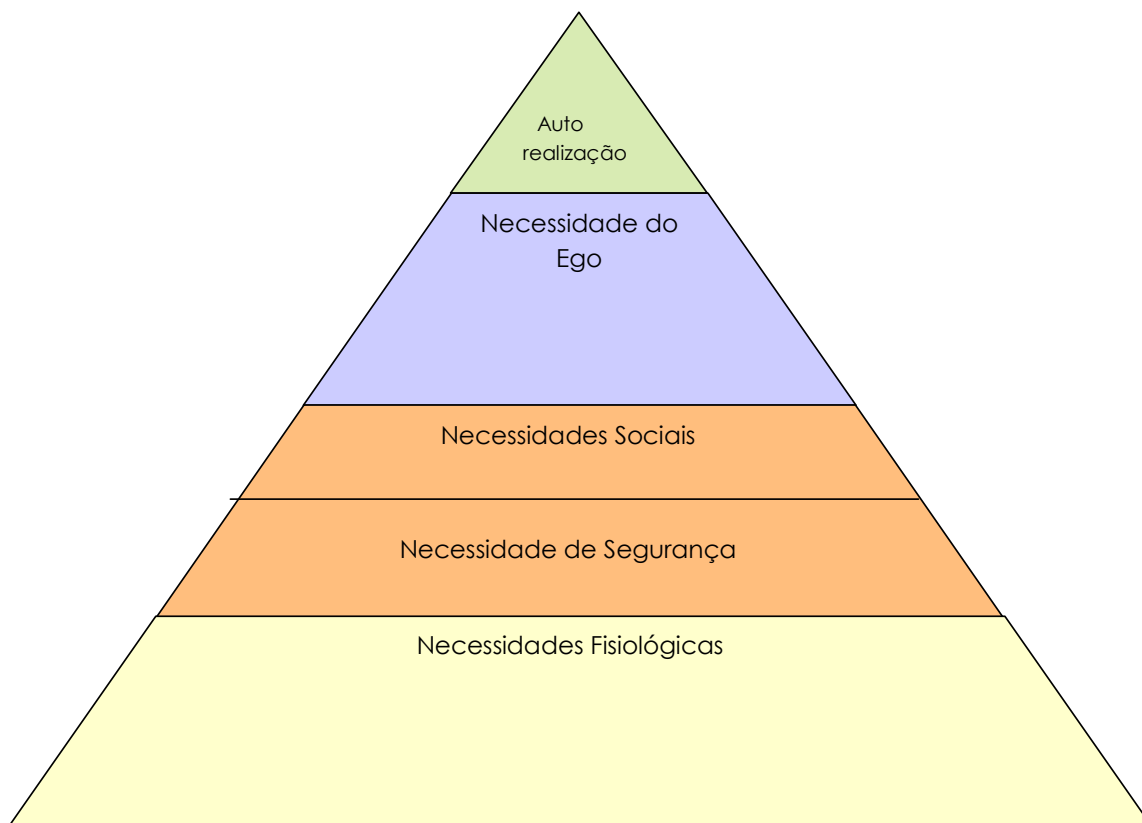 Auto
realização
Necessidade do
Ego
Necessidades Sociais
Necessidade de Segurança
Necessidades Fisiológicas